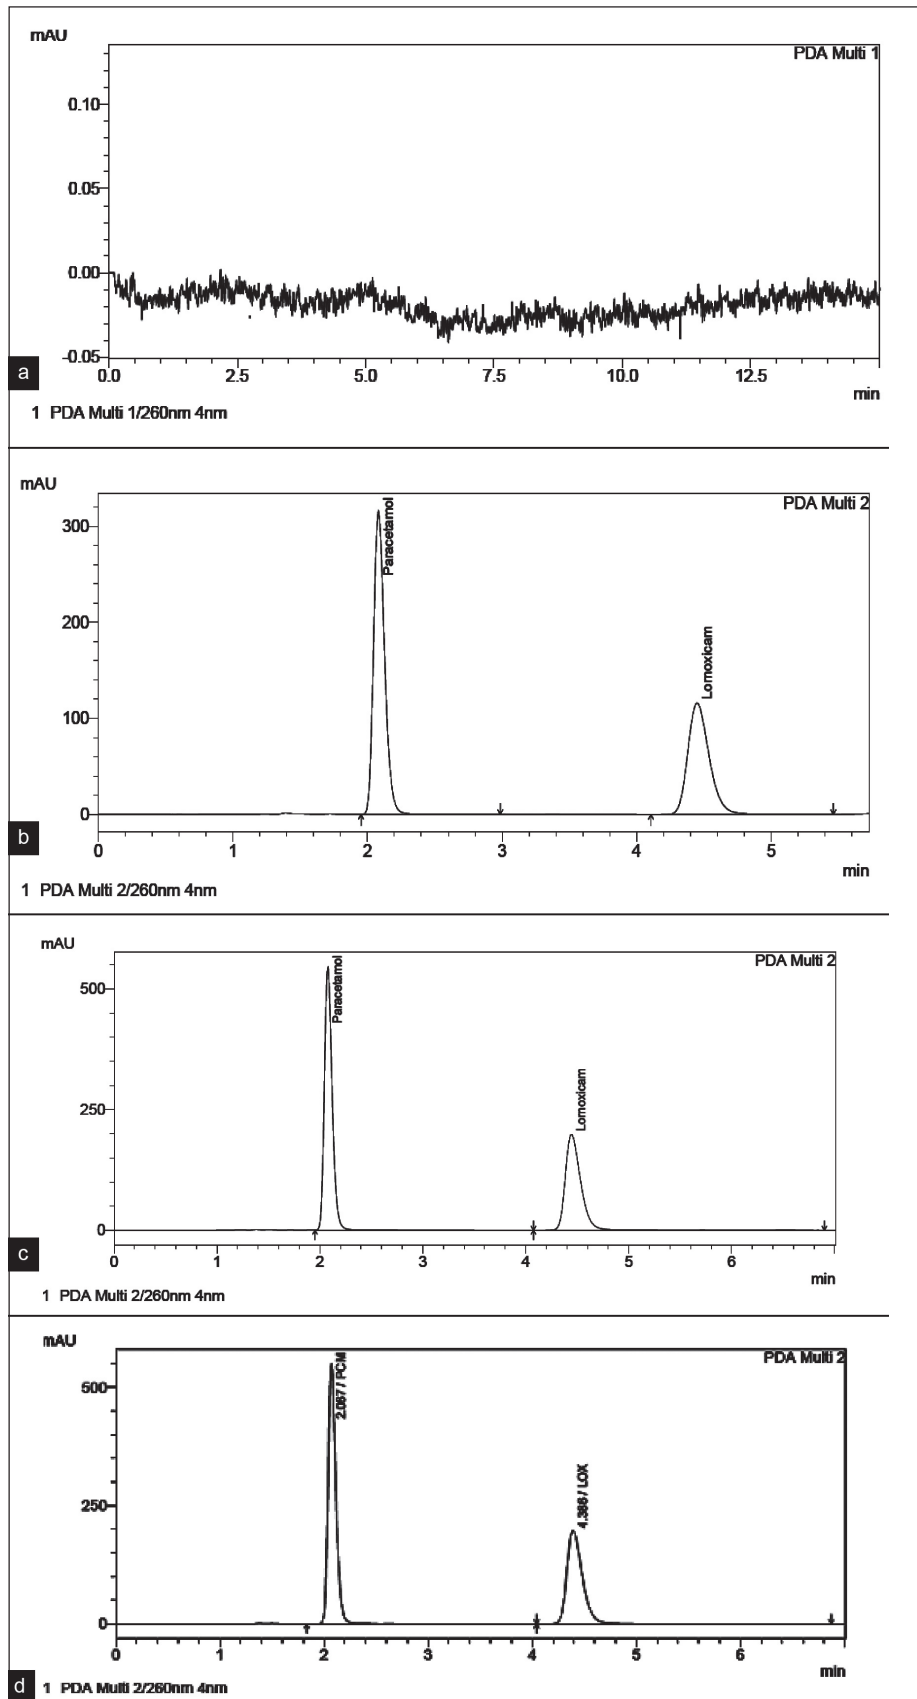 mAU
PDA Multi 1
0.10
0.05
0.00
-0.05
0.0 2.5 5.0 7.5 10.0 12.5
min
a
1 PDA Multi 1/260nm 4nm
mAU
PDA Multi 2
Paracetamol
300
200
Lornoxicam
100
0
0 1 2 3 4 5
min
b
1 PDA Multi 2/260nm 4nm
mAU
PDA Multi 2
Paracetamol
500
250
Lornoxicam
0
0 1 2 3 4 5 6
min
c
1 PDA Multi 2/260nm 4nm
mAU
PDA Multi 2
2.067 / PCM
500
4.386 / LOX
250
0
0 1 2 3 4 5 6
min
d
1 PDA Multi 2/260nm 4nm